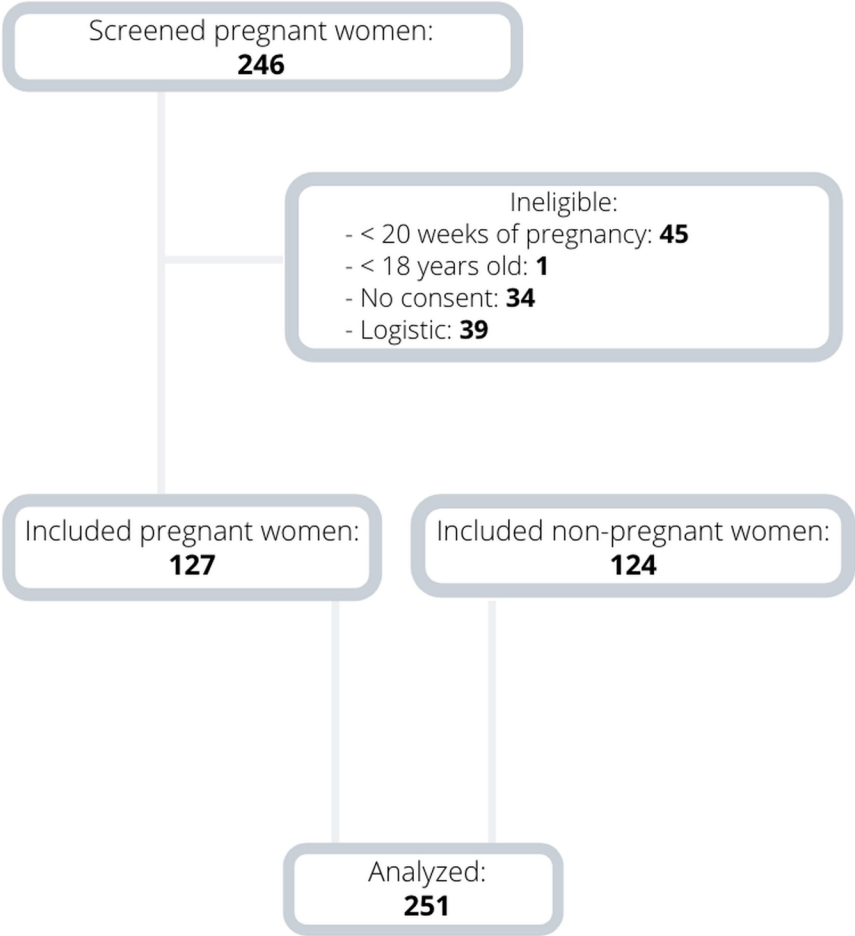 Screened pregnant women:
246
Ineligible:
- < 20 weeks of pregnancy: 45
- < 18 years old: 1
- No consent: 34
- Logistic: 39
Included pregnant women:
127
Included non-pregnant women:
124
Analyzed:
251